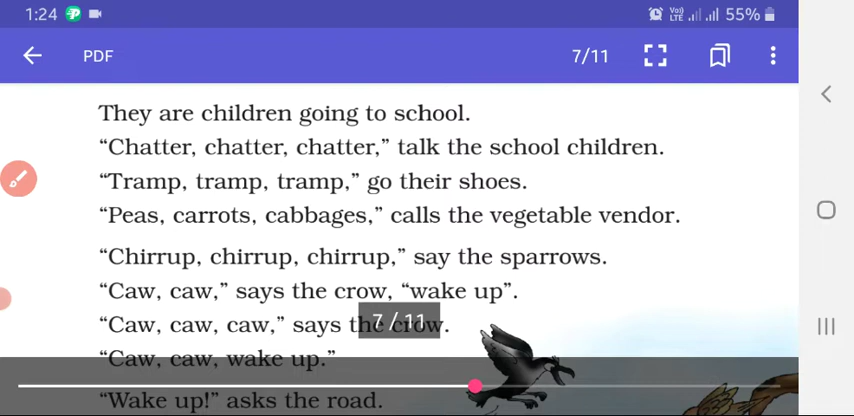 1:24 Vo) LTE 55%
PDF 7/11
They are children going to school.
“Chatter, chatter, chatter,” talk the school children.
“Tramp, tramp, tramp,” go their shoes.
“Peas, carrots, cabbages,” calls the vegetable vendor.
“Chirrup, chirrup, chirrup,” say the sparrows.
“Caw, caw,” says the crow, “wake up”.
“Caw, caw, caw,” says the crow.
7 / 11
“Caw, caw, wake up.”
“Wake up!” asks the road.